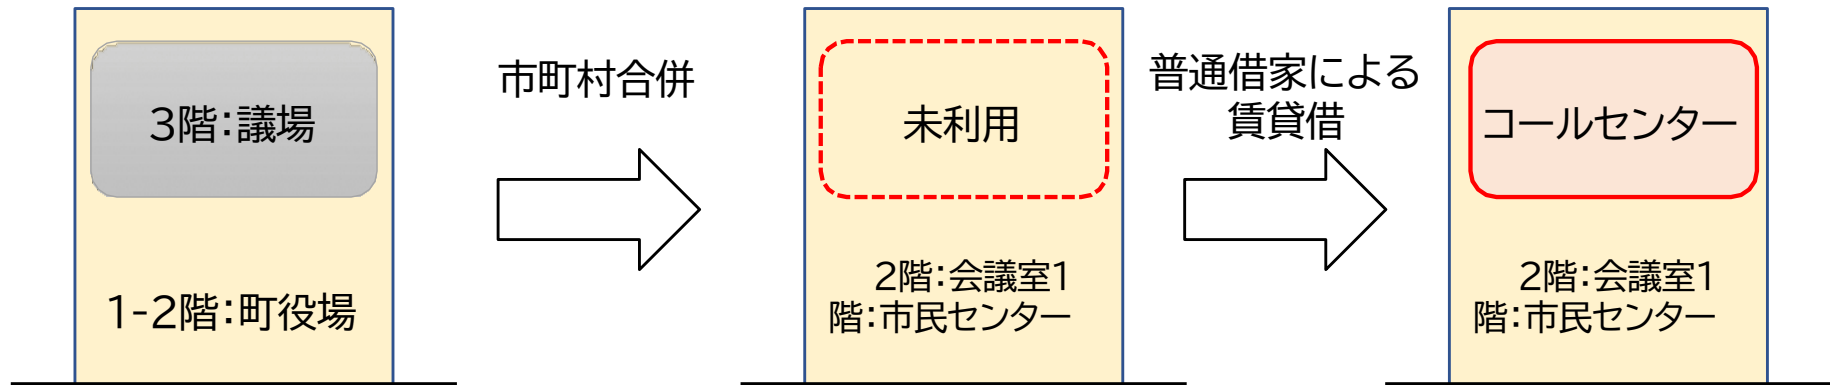 3階：議場
1-2階：町役場
市町村合併
未利用
2階：会議室1
階：市民センター
普通借家による
賃貸借
コールセンター
2階：会議室1
階：市民センター